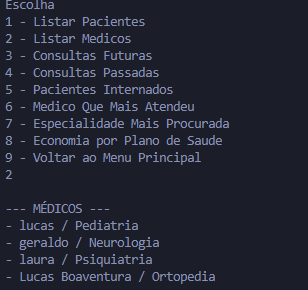 Escolha
1 - Listar Pacientes
2 - Listar Medicos
3 - Consultas Futuras
4 - Consultas Passadas
5 - Pacientes Internados
6 - Medico Que Mais Atendeu
7 - Especialidade Mais Procurada
8 - Economia por Plano de Saude
9 - Voltar ao Menu Principal
2

--- MÉDICOS ---
- lucas / Pediatria
- geraldo / Neurologia
- laura / Psiquiatria
- Lucas Boaventura / Ortopedia